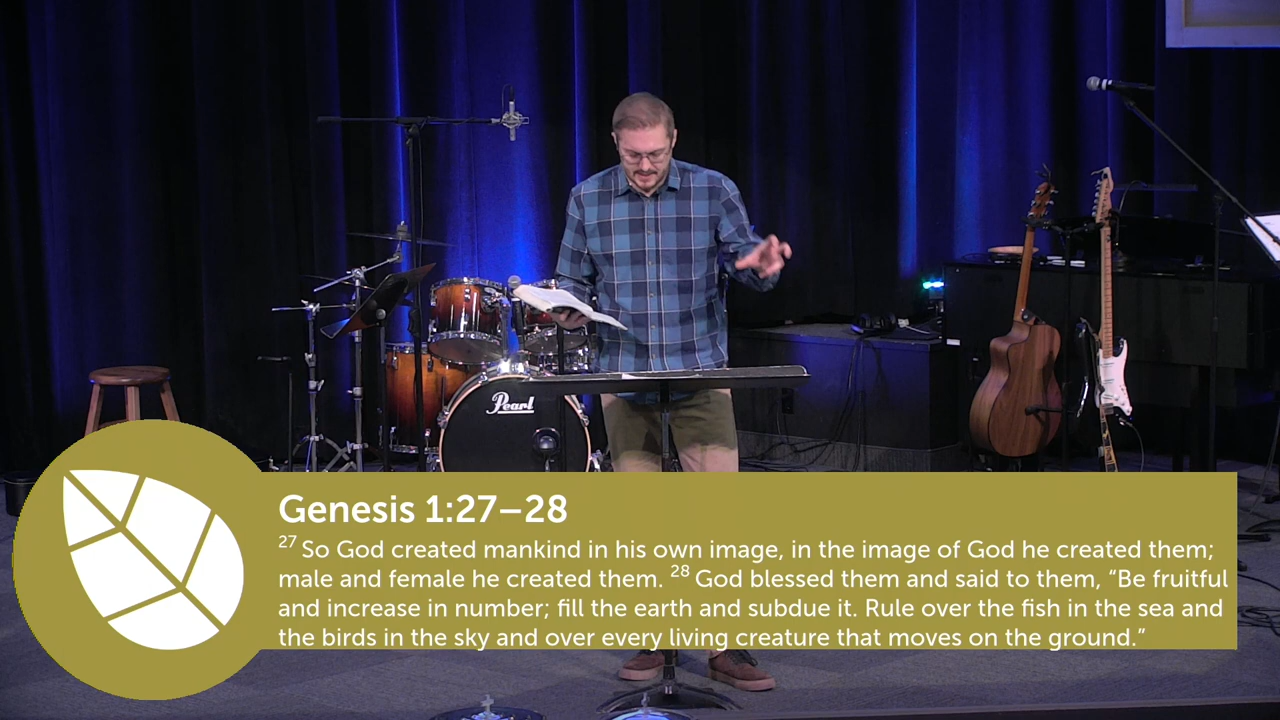 Pearl
Genesis 1:27–28
27 So God created mankind in his own image, in the image of God he created them;
male and female he created them. 28 God blessed them and said to them, “Be fruitful
and increase in number; fill the earth and subdue it. Rule over the fish in the sea and
the birds in the sky and over every living creature that moves on the ground.”